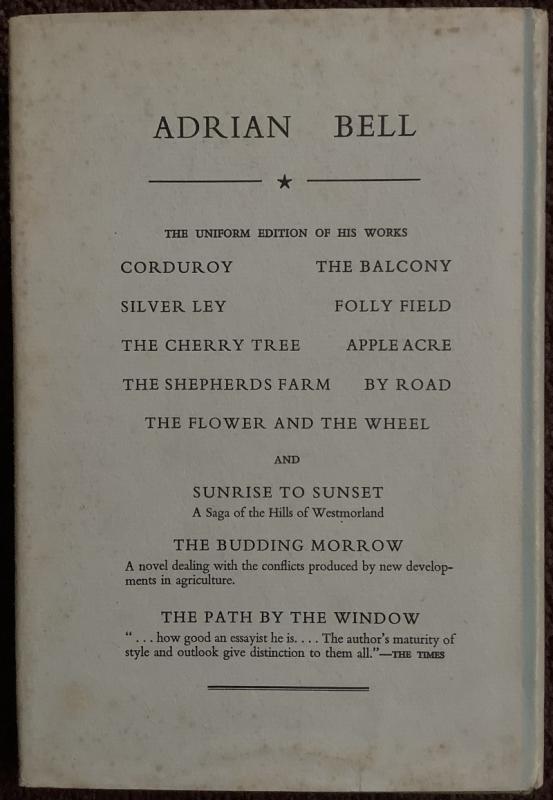 ADRIAN BELL
THE UNIFORM EDITION OF HIS WORKS
CORDUROY THE BALCONY
SILVER LEY FOLLY FIELD
THE CHERRY TREE APPLE ACRE
THE SHEPHERDS FARM BY ROAD
THE FLOWER AND THE WHEEL
AND
SUNRISE TO SUNSET
A Saga of the Hills of Westmorland
THE BUDDING MORROW
A novel dealing with the conflicts produced by new develop-
ments in agriculture.
THE PATH BY THE WINDOW
“ . . . how good an essayist he is. . . . The author’s maturity of
style and outlook give distinction to them all.”—THE TIMES